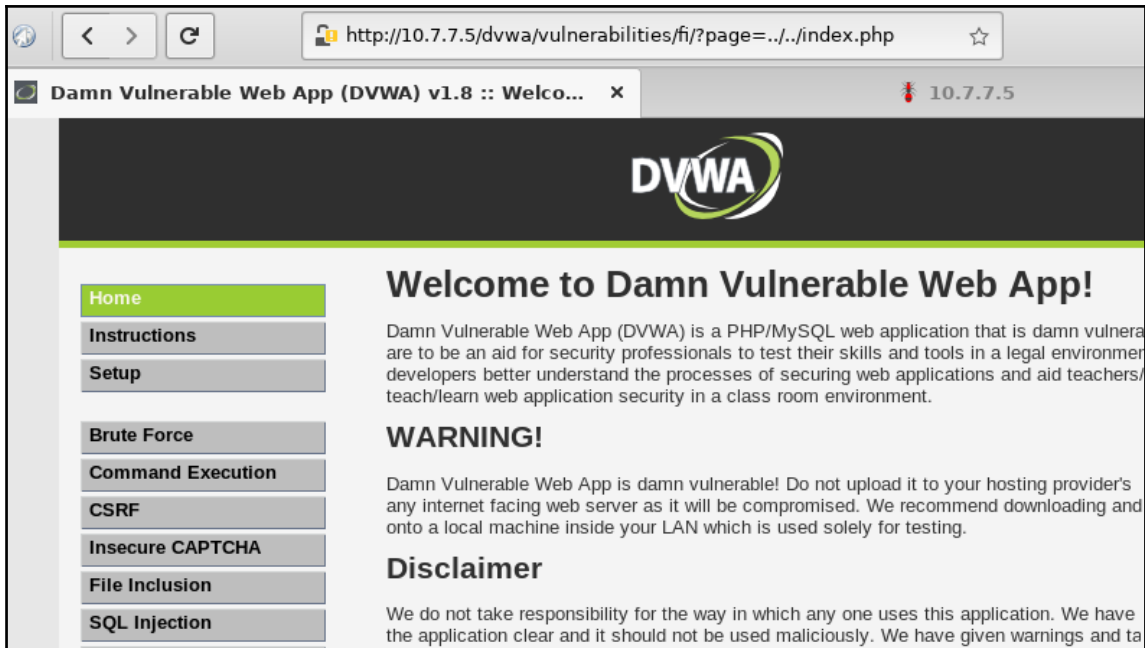 http://10.7.7.5/dvwa/vulnerabilities/fi/?page=../../index.php
Damn Vulnerable Web App (DVWA) v1.8 :: Welco... ×
10.7.7.5
DVWA
Home
Instructions
Setup
Brute Force
Command Execution
CSRF
Insecure CAPTCHA
File Inclusion
SQL Injection
Welcome to Damn Vulnerable Web App!
Damn Vulnerable Web App (DVWA) is a PHP/MySQL web application that is damn vulnera
are to be an aid for security professionals to test their skills and tools in a legal environmen
developers better understand the processes of securing web applications and aid teachers/
teach/learn web application security in a class room environment.
WARNING!
Damn Vulnerable Web App is damn vulnerable! Do not upload it to your hosting provider's
any internet facing web server as it will be compromised. We recommend downloading and
onto a local machine inside your LAN which is used solely for testing.
Disclaimer
We do not take responsibility for the way in which any one uses this application. We have
the application clear and it should not be used maliciously. We have given warnings and ta